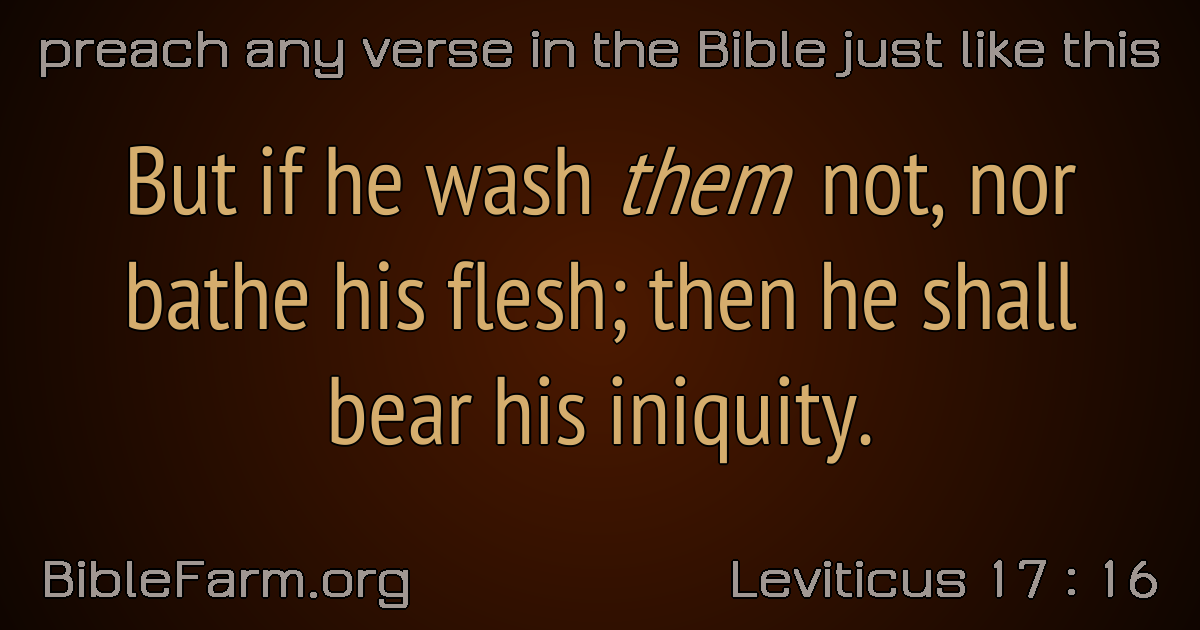 preach any verse in the Bible just like this
But if he wash them not, nor
bathe his flesh; then he shall
bear his iniquity.
BibleFarm.org
Leviticus 17 : 16